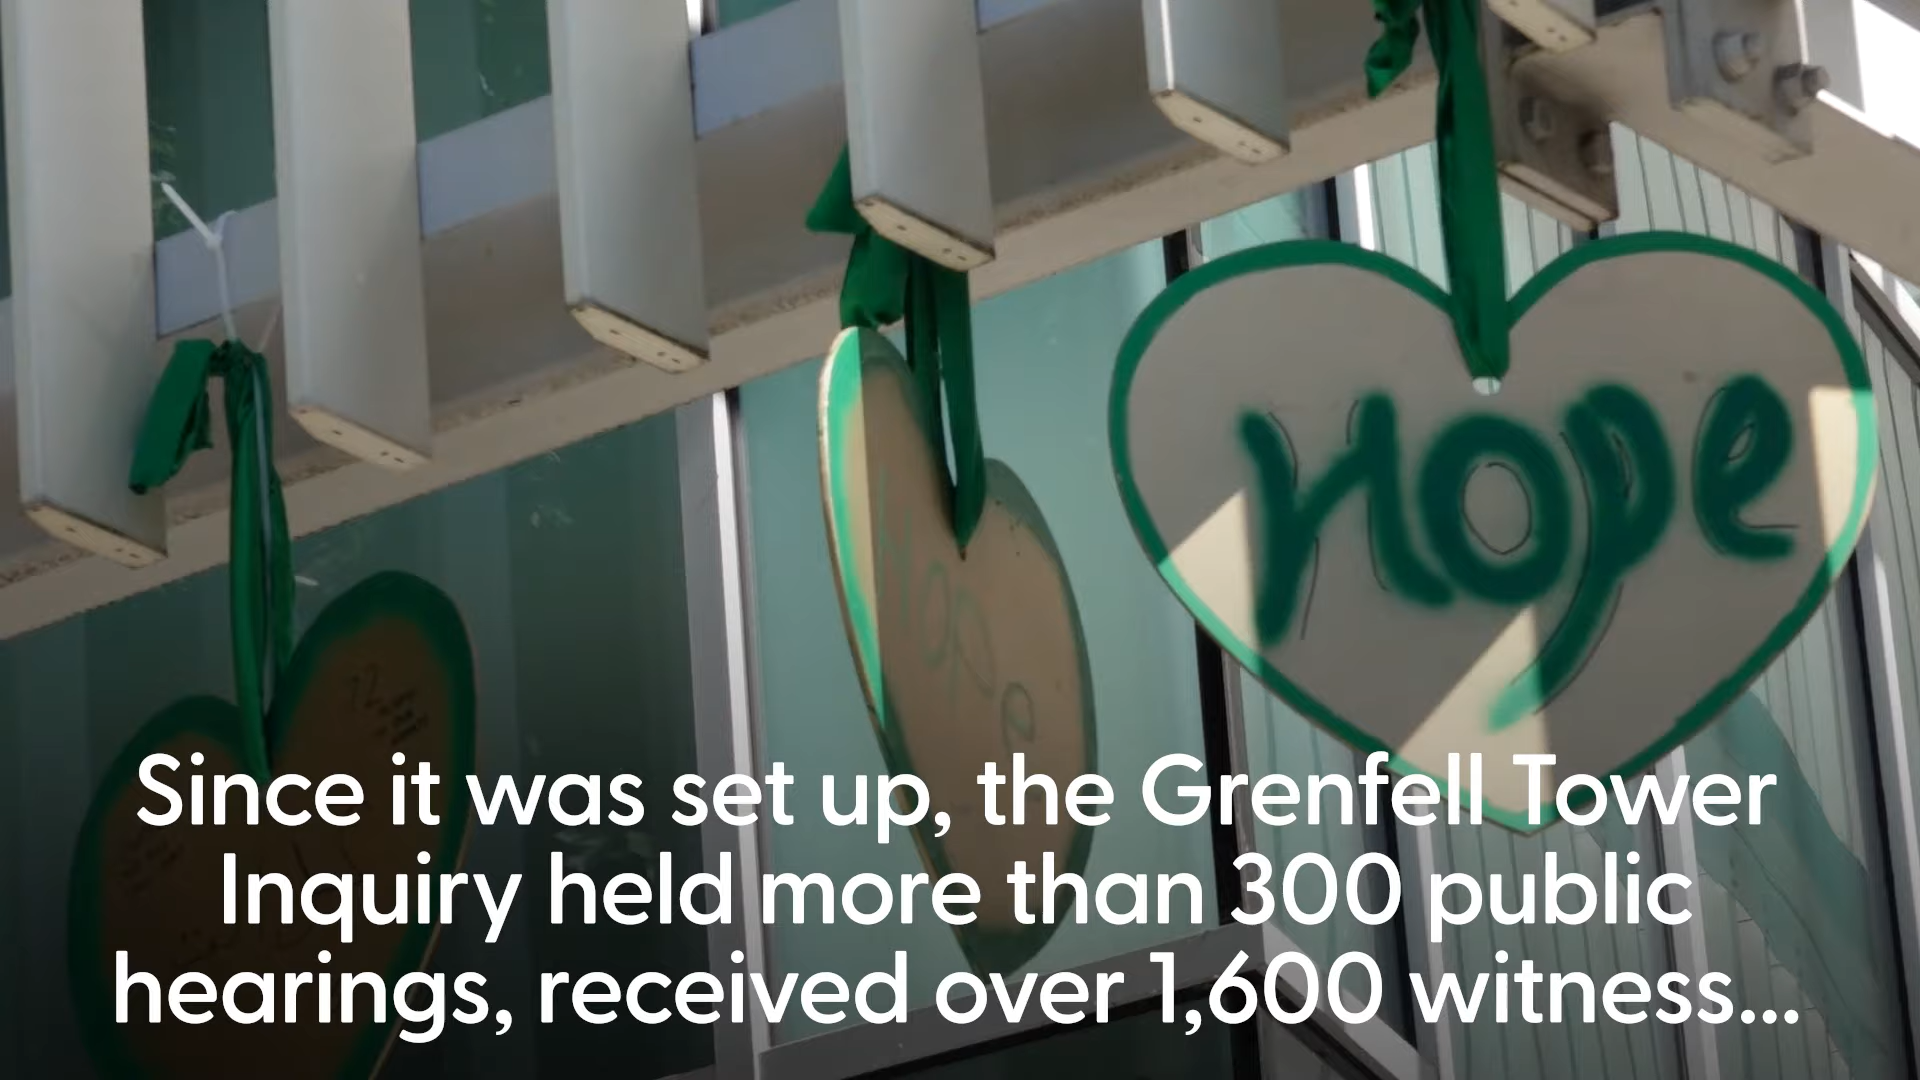 Hope
Hope
Since it was set up, the Grenfell Tower
Inquiry held more than 300 public
hearings, received over 1,600 witness...